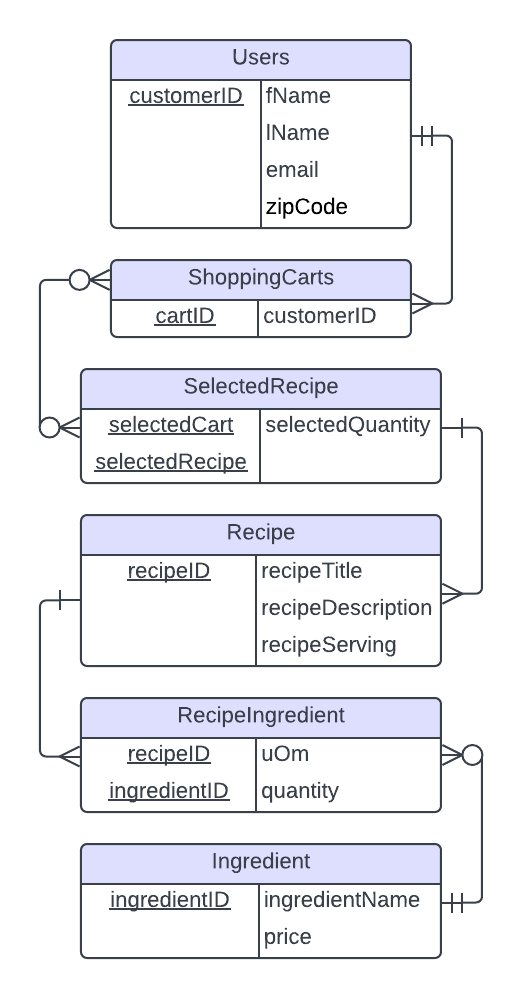 Users
customerID fName
lName
email
zipCode
ShoppingCarts
cartID customerID
SelectedRecipe
selectedCart selectedQuantity
selectedRecipe
Recipe
recipeID recipeTitle
recipeDescription
recipeServing
RecipeIngredient
recipeID uOm
ingredientID quantity
Ingredient
ingredientID ingredientName
price